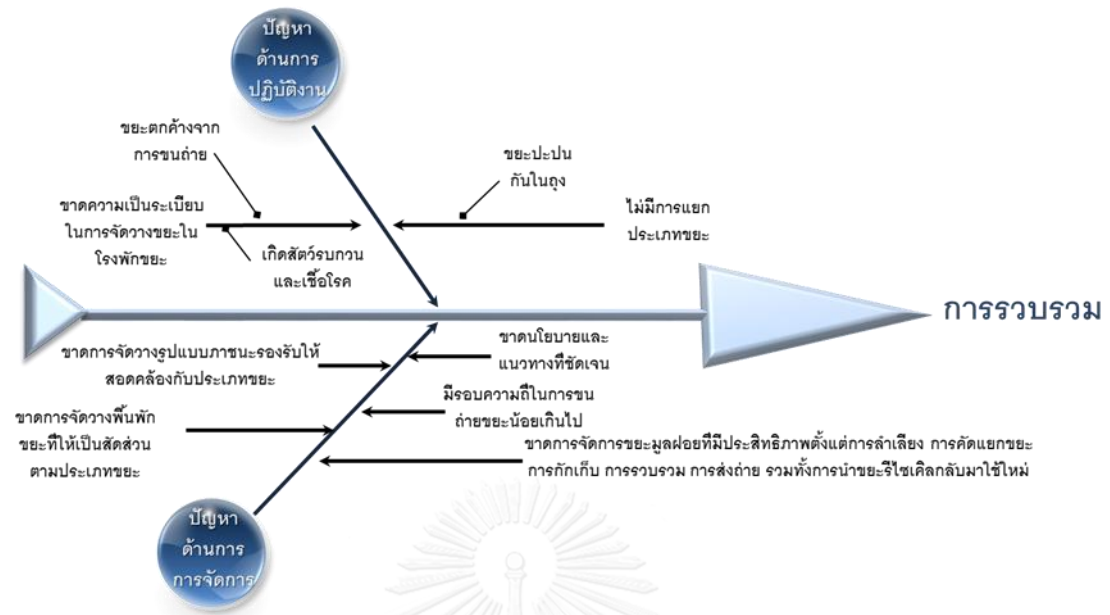 ปัญหา
ด้านการ
ปฏิบัติงาน
ขยะตกค้างจาก
การขนถ่าย
ขยะปะปน
กันในถุง
ขาดความเป็นระเบียบ
ในการจัดวางขยะใน
โรงพักขยะ
เกิดสัตว์รบกวน
และเชื้อโรค
ไม่มีการแยก
ประเภทขยะ
การรวบรวม
ขาดการจัดวางรูปแบบภาชนะรองรับให้
สอดคล้องกับประเภทขยะ
ขาดนโยบายและ
แนวทางที่ชัดเจน
มีรอบความถี่ในการขน
ถ่ายขยะน้อยเกินไป
ขาดการจัดวางพื้นพัก
ขยะที่ให้เป็นสัดส่วน
ตามประเภทขยะ
ขาดการจัดการขยะมูลฝอยที่มีประสิทธิภาพตั้งแต่การลำเลียง การคัดแยกขยะ
การกักเก็บ การรวบรวม การส่งถ่าย รวมทั้งการนำขยะรีไซเคิลกลับมาใช้ใหม่
ปัญหา
ด้านการ
การจัดการ